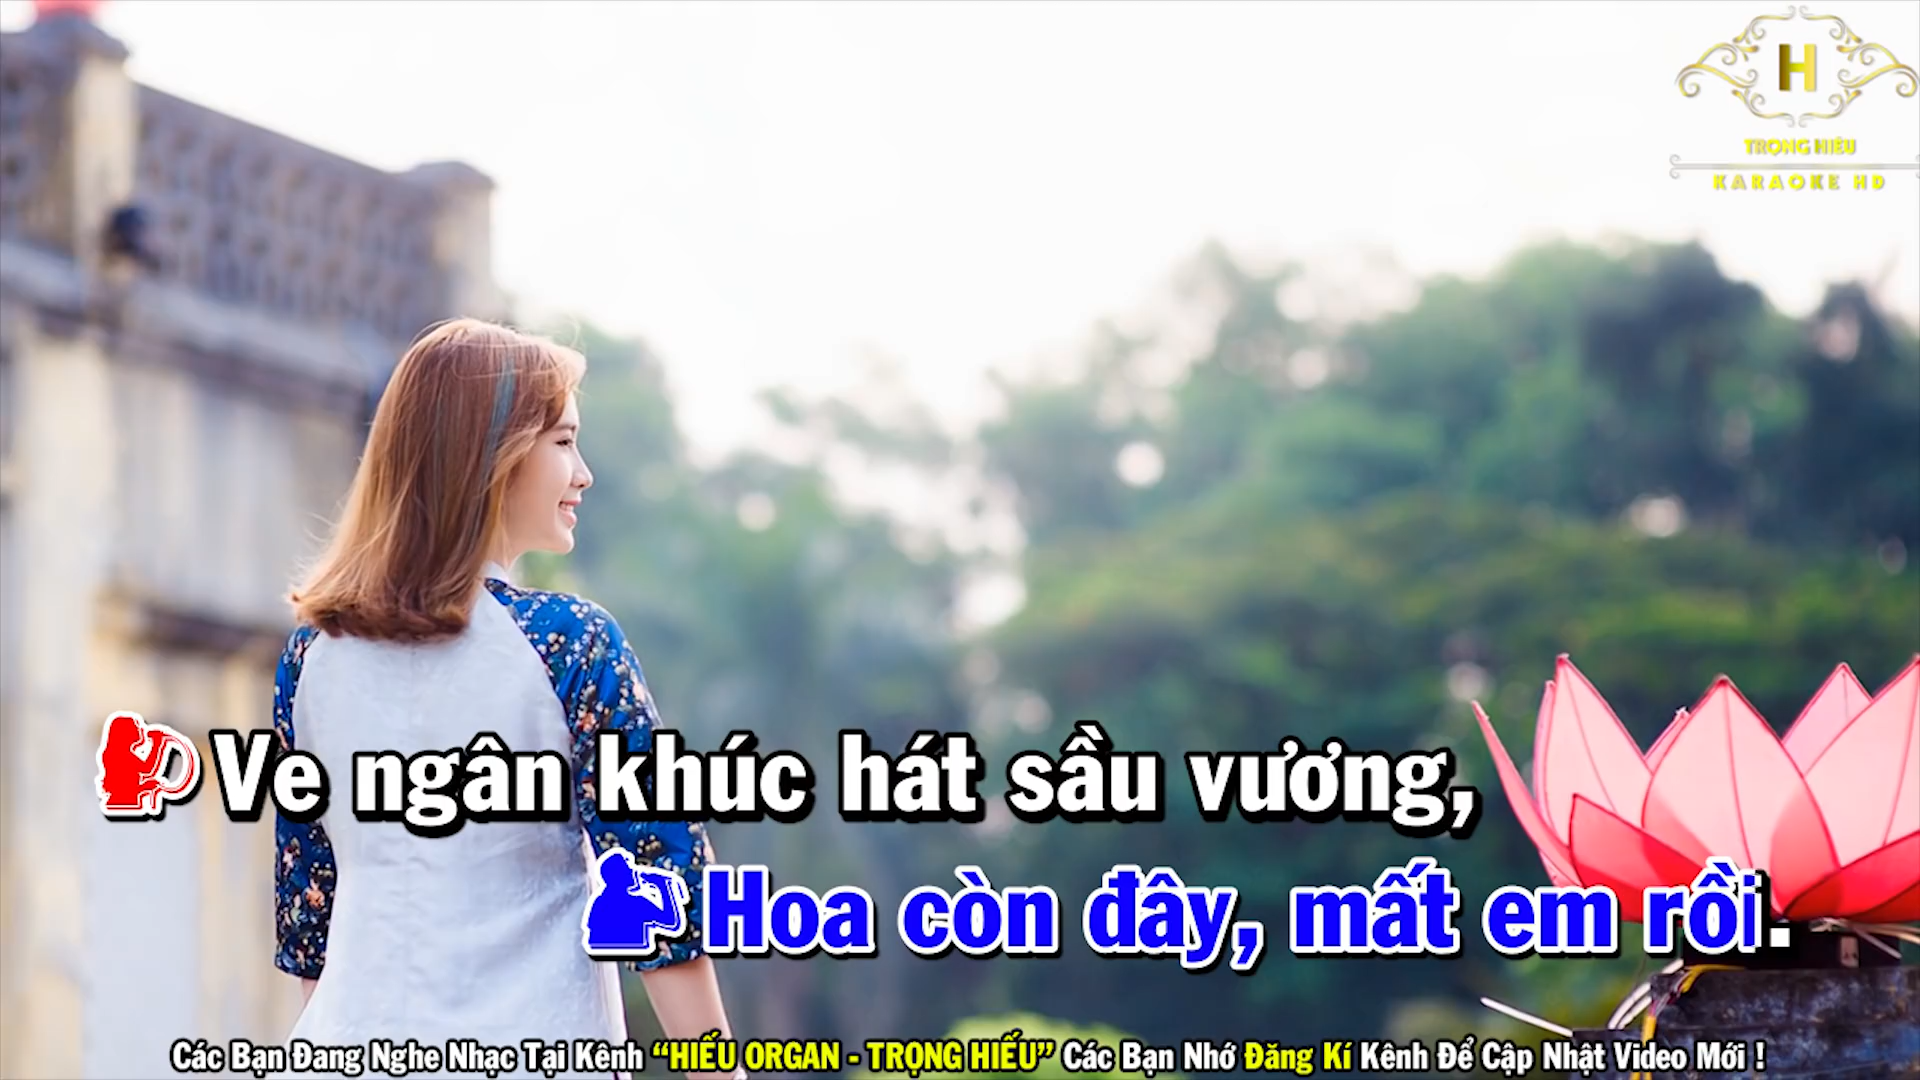 H
TRỌNG HIẾU
KARAOKE HD
Ve ngân khúc hát sầu vương,
Hoa còn đây, mất em rồi.
Các Bạn Đang Nghe Nhạc Tại Kênh “HIẾU ORGAN - TRỌNG HIẾU” Các Bạn Nhớ Đăng Kí Kênh Để Cập Nhật Video Mới !